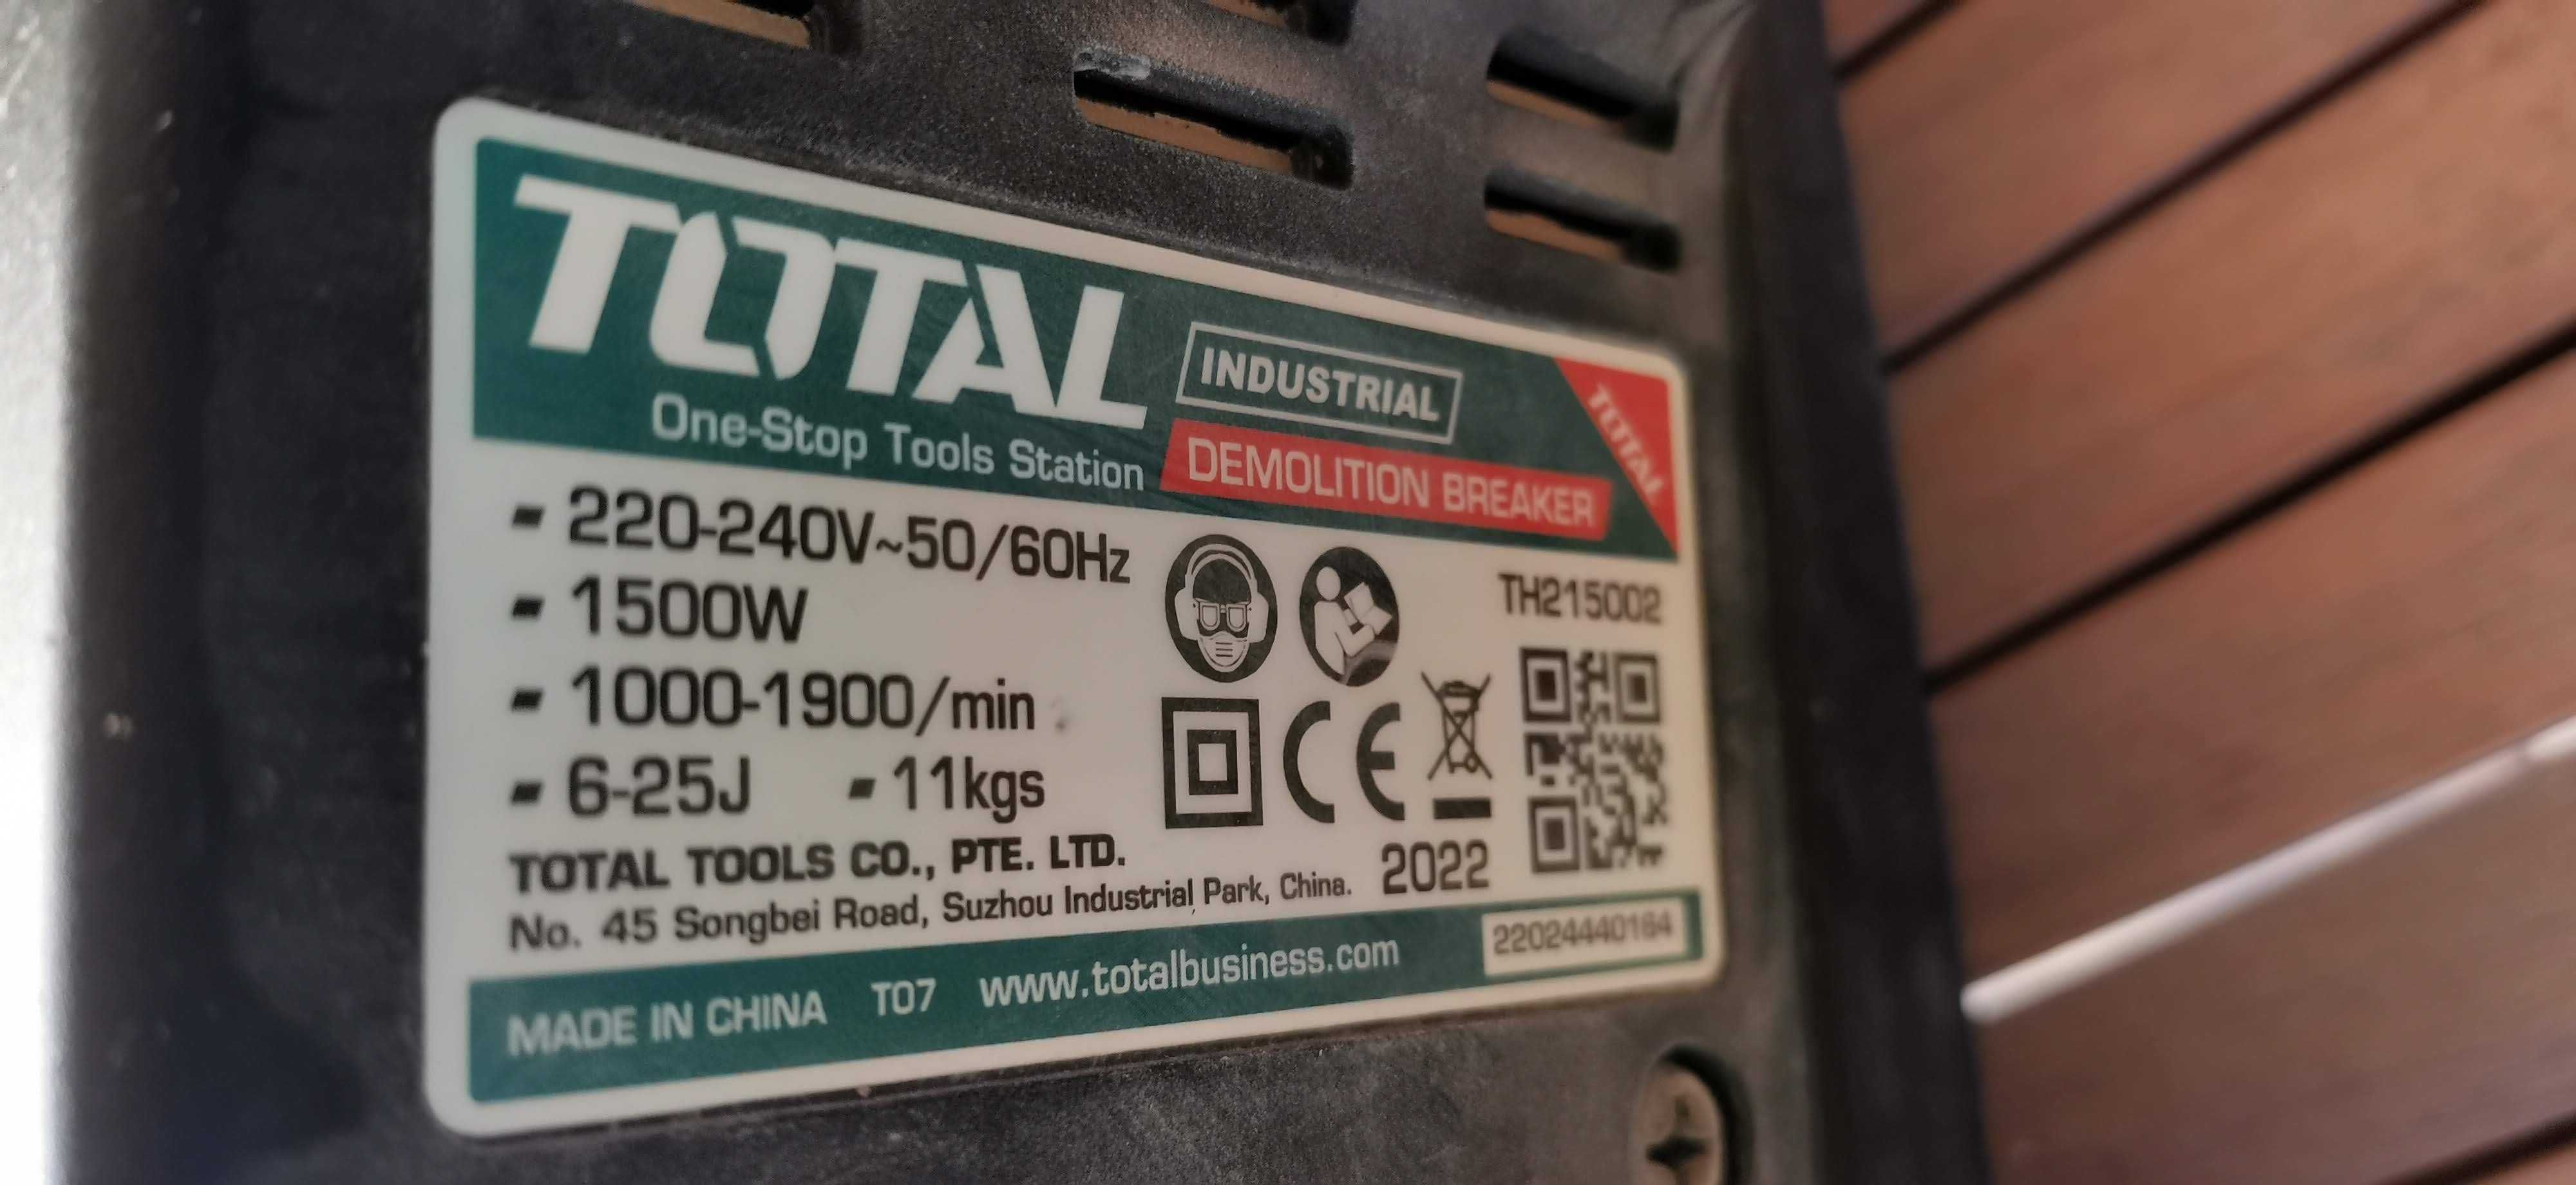 TOTAL
INDUSTRIAL
TOTAL
One-Stop Tools Station
DEMOLITION BREAKER
- 220-240V~50/60Hz
- 1500W
- 1000-1900/min
- 6-25J - 11kgs
TH215002
CE
TOTAL TOOLS CO., PTE. LTD.
No. 45 Songbei Road, Suzhou Industrial Park, China. 2022
MADE IN CHINA T07 www.totalbusiness.com
22024440164